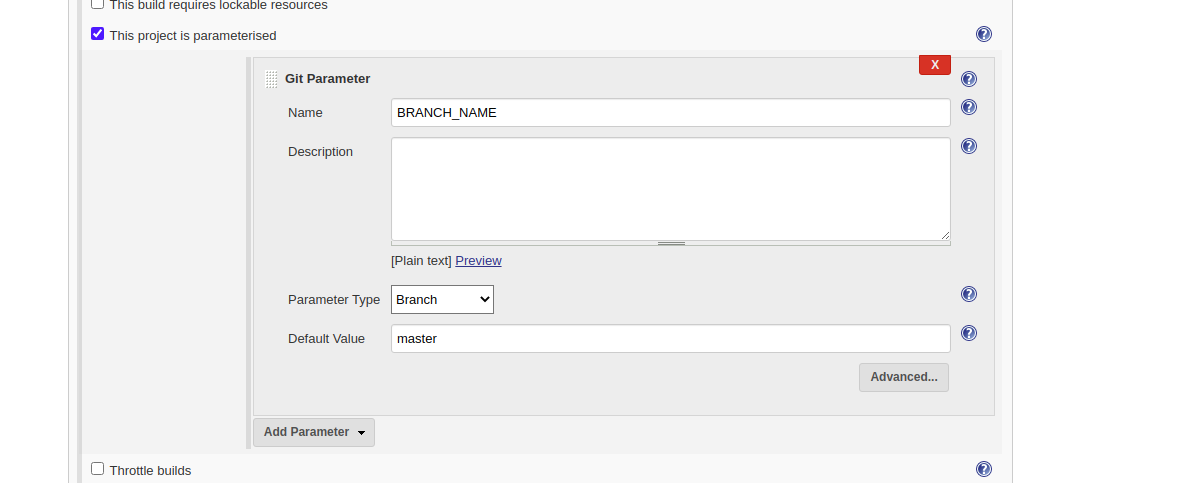 This build requires lockable resources
This project is parameterised
X
Git Parameter
Name
BRANCH_NAME
Description
[Plain text] Preview
Parameter Type
Branch
Default Value
master
Advanced...
Add Parameter
Throttle builds